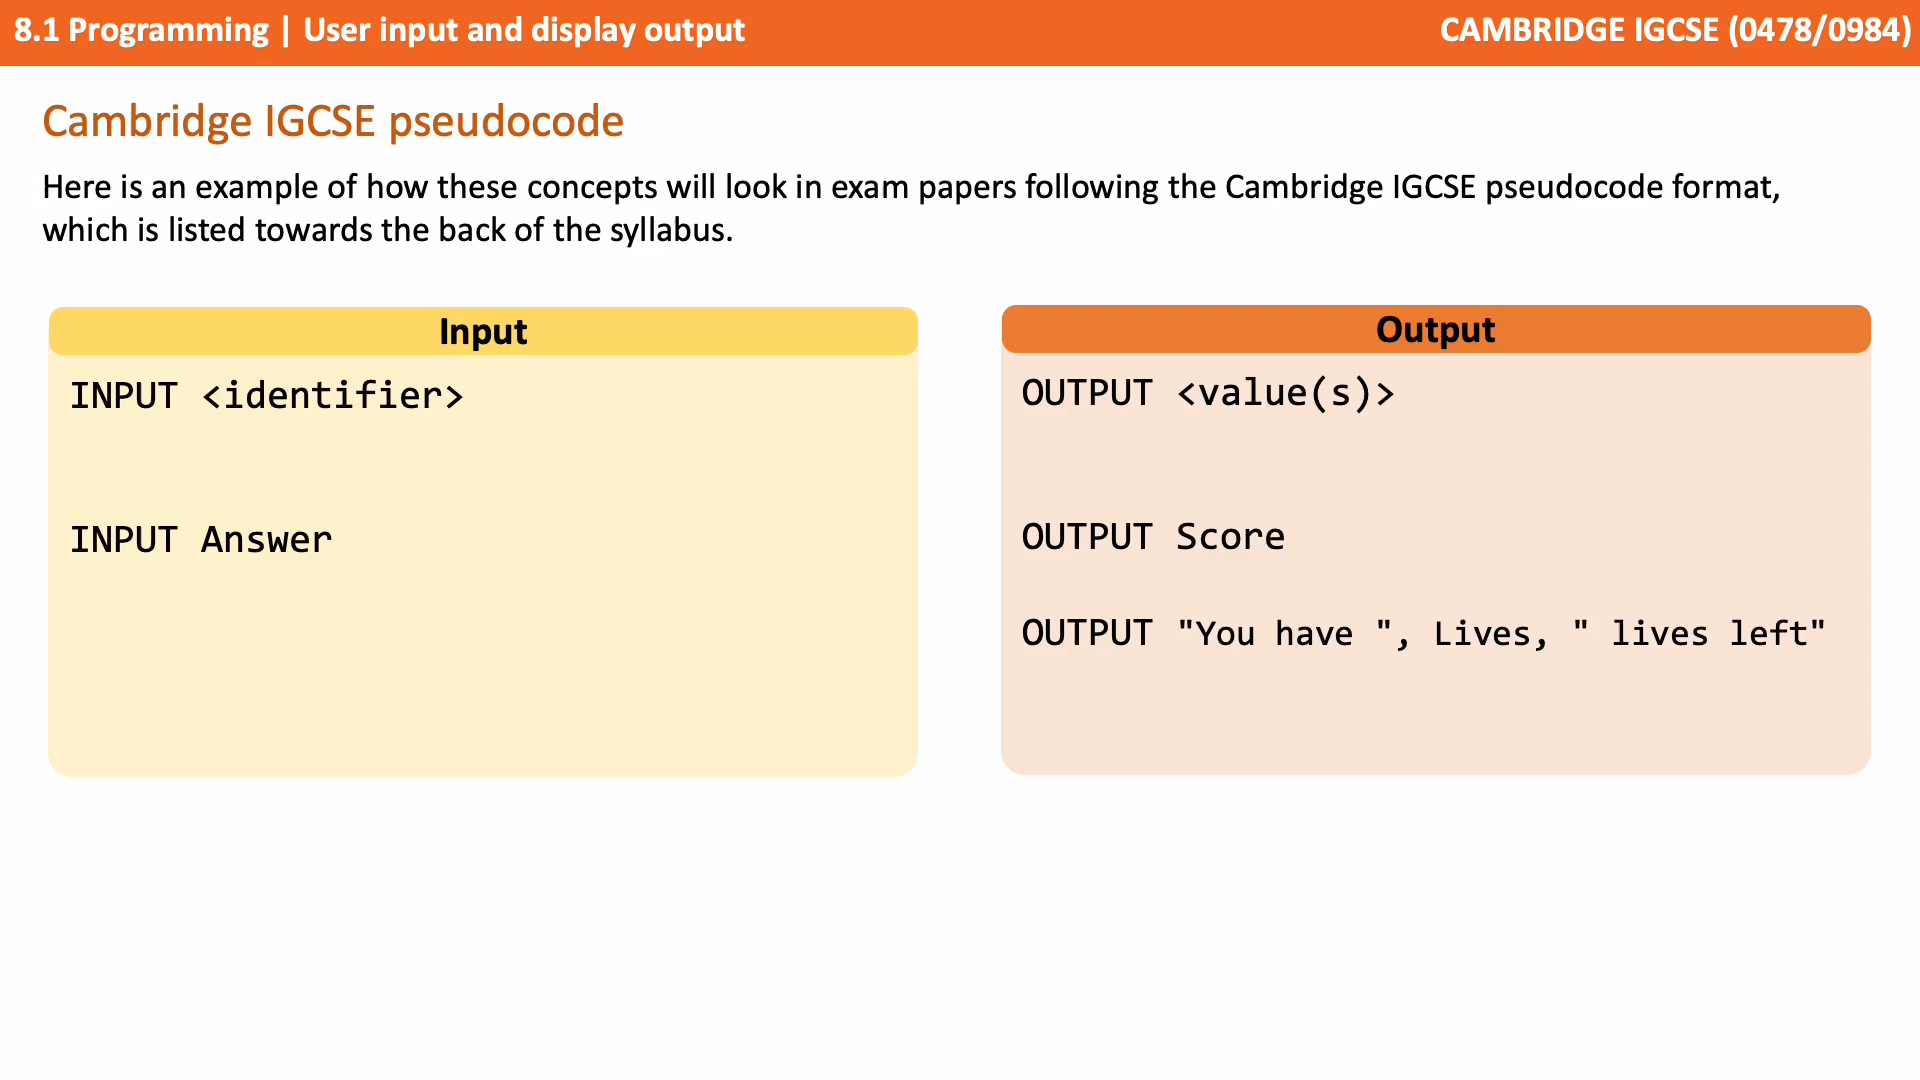 8.1 Programming | User input and display output
CAMBRIDGE IGCSE (0478/0984)
Cambridge IGCSE pseudocode
Here is an example of how these concepts will look in exam papers following the Cambridge IGCSE pseudocode format,
which is listed towards the back of the syllabus.
Input
INPUT <identifier>
INPUT Answer
Output
OUTPUT <value(s)>
OUTPUT Score
OUTPUT "You have ", Lives, " lives left"